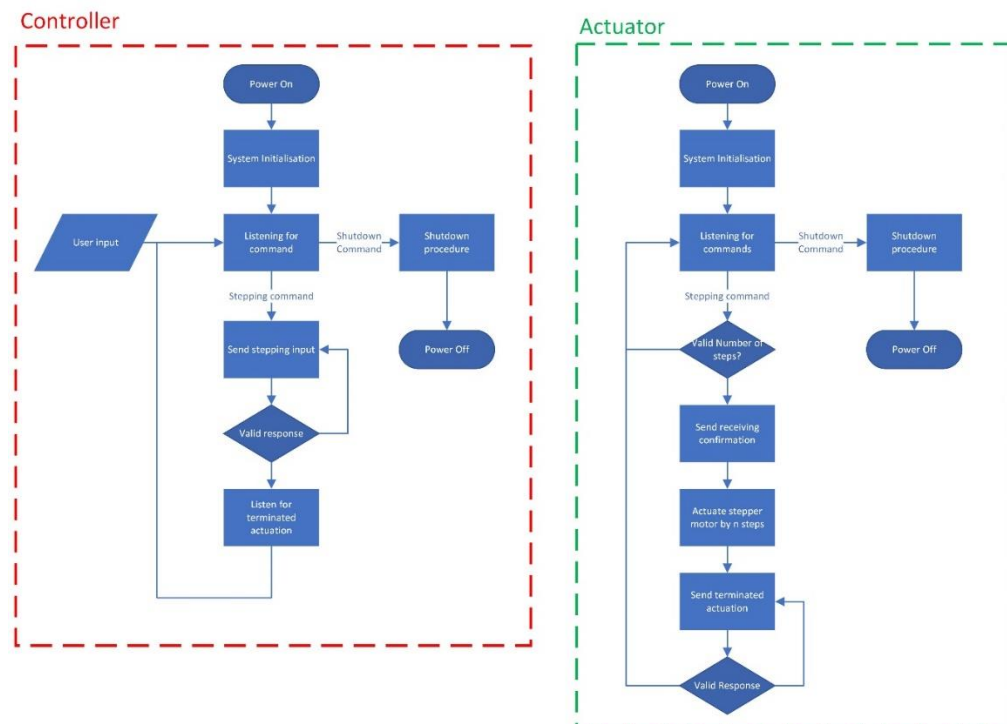 Controller
Power On
System Initialisation
User input
Listening for
command
Shutdown
Command
Shutdown
procedure
Stepping command
Send stepping input
Power Off
Valid response
Listen for
terminated
actuation
Actuator
Power On
System Initialisation
Listening for
commands
Shutdown
Command
Shutdown
procedure
Stepping command
Valid Number of
steps?
Power Off
Send receiving
confirmation
Actuate stepper
motor by n steps
Send terminated
actuation
Valid Response